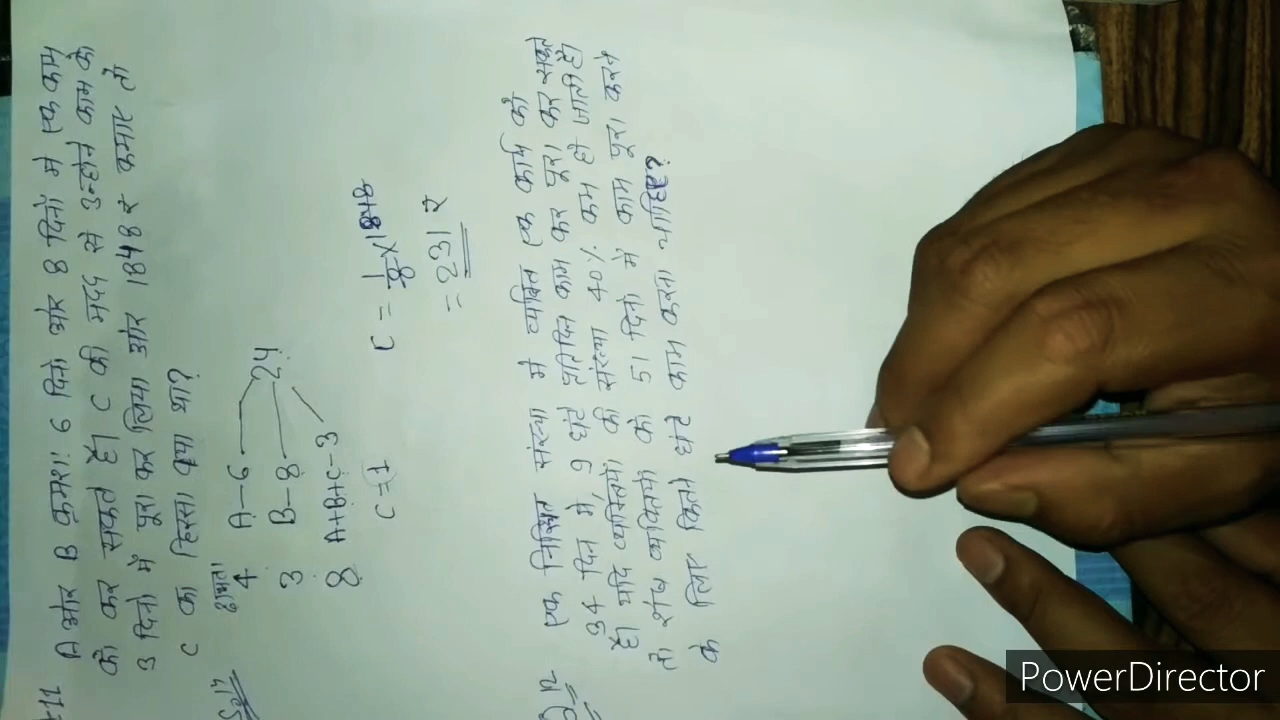 -11 A और B क्रमशः 6 दिनों और 8 दिनों में एक काम
को कर सकते हैं। C की मदद से उन्होंने काम के
3 दिनों में पूरा कर लिया और 1848 ₹ कमाए तो
C का हिस्सा क्या था?
क्षमता
4 A - 6
24
3 B - 8
8 A+B+C - 3
C = 1
C = 1/8 × 1848
= 231 ₹
12 एक निश्चित संख्या में व्यक्ति एक कार्य को
34 दिन में, 9 घंटे प्रतिदिन काम कर पूरा कर सकते
है। यदि व्यक्तियों की संख्या 40% कम हो जाती हो
तो शेष व्यक्तियों को 51 दिनों में काम पूरा करने
के लिए कितने घंटे काम करना चाहिए?
PowerDirector